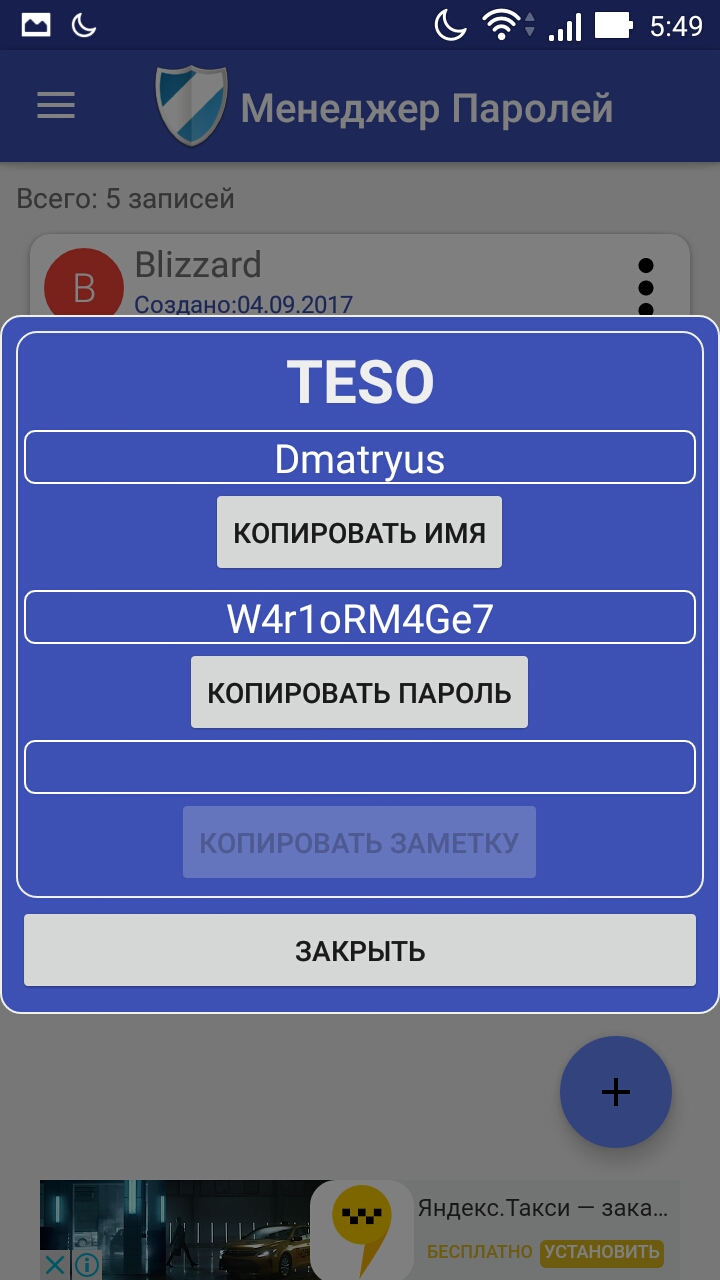 5:49
Менеджер Паролей
Всего: 5 записей
B
Blizzard
Создано:04.09.2017
TESO
Dmatryus
КОПИРОВАТЬ ИМЯ
W4r1oRM4Ge7
КОПИРОВАТЬ ПАРОЛЬ
КОПИРОВАТЬ ЗАМЕТКУ
ЗАКРЫТЬ
+
Яндекс.Такси — зака...
БЕСПЛАТНО УСТАНОВИТЬ